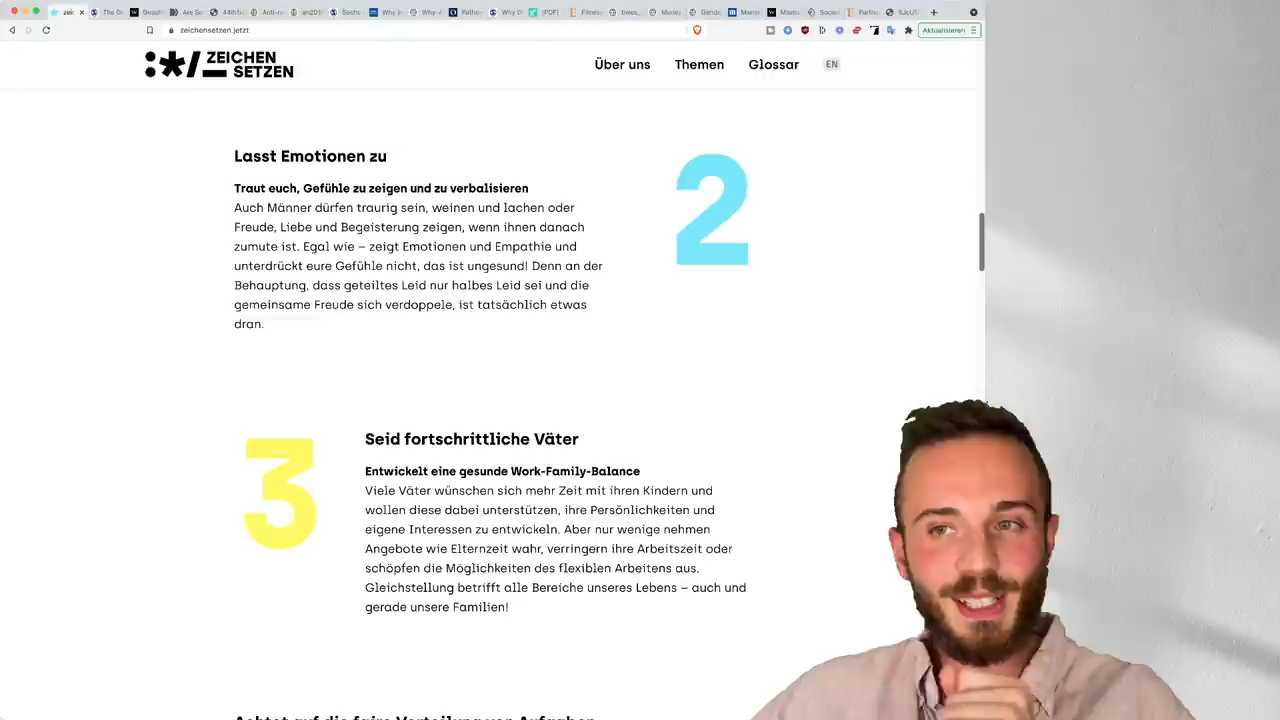 zeichensetzen.jetzt
Aktualisieren
:*/_ ZEICHEN
SETZEN
Über uns
Themen
Glossar
EN
Lasst Emotionen zu
Traut euch, Gefühle zu zeigen und zu verbalisieren
Auch Männer dürfen traurig sein, weinen und lachen oder
Freude, Liebe und Begeisterung zeigen, wenn ihnen danach
zumute ist. Egal wie – zeigt Emotionen und Empathie und
unterdrückt eure Gefühle nicht, das ist ungesund! Denn an der
Behauptung, dass geteiltes Leid nur halbes Leid sei und die
gemeinsame Freude sich verdoppele, ist tatsächlich etwas
dran.
2
3
Seid fortschrittliche Väter
Entwickelt eine gesunde Work-Family-Balance
Viele Väter wünschen sich mehr Zeit mit ihren Kindern und
wollen diese dabei unterstützen, ihre Persönlichkeiten und
eigene Interessen zu entwickeln. Aber nur wenige nehmen
Angebote wie Elternzeit wahr, verringern ihre Arbeitszeit oder
schöpfen die Möglichkeiten des flexiblen Arbeitens aus.
Gleichstellung betrifft alle Bereiche unseres Lebens – auch und
gerade unsere Familien!
Achtet auf die faire Verteilung von Aufgaben